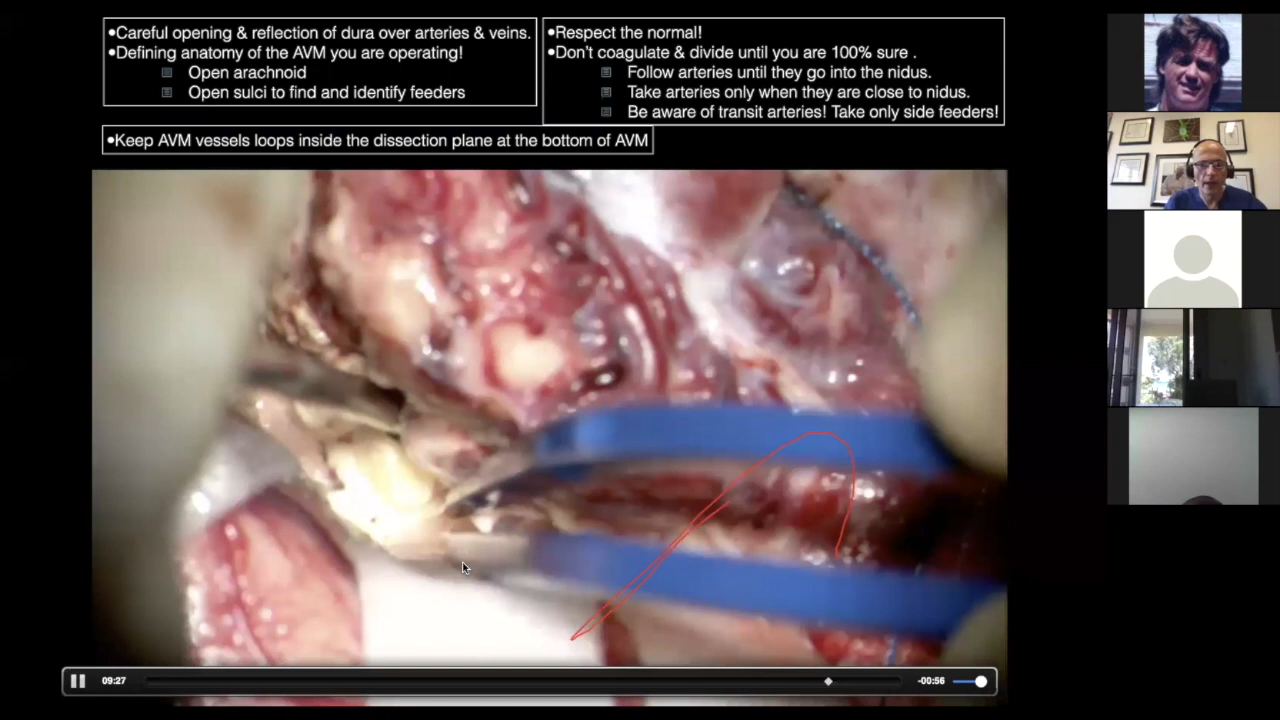 •Careful opening & reflection of dura over arteries & veins.
•Defining anatomy of the AVM you are operating!
Open arachnoid
Open sulci to find and identify feeders
•Respect the normal!
•Don't coagulate & divide until you are 100% sure .
Follow arteries until they go into the nidus.
Take arteries only when they are close to nidus.
Be aware of transit arteries! Take only side feeders!
•Keep AVM vessels loops inside the dissection plane at the bottom of AVM
09:27
-00:56